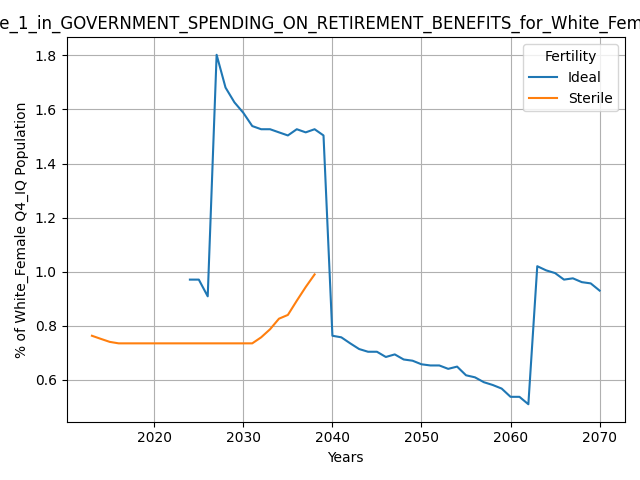 e_1_in_GOVERNMENT_SPENDING_ON_RETIREMENT_BENEFITS_for_White_Fem
Fertility
Ideal
Sterile
% of White_Female Q4_IQ Population
1.8
1.6
1.4
1.2
1.0
0.8
0.6
2020
2030
2040
2050
2060
2070
Years